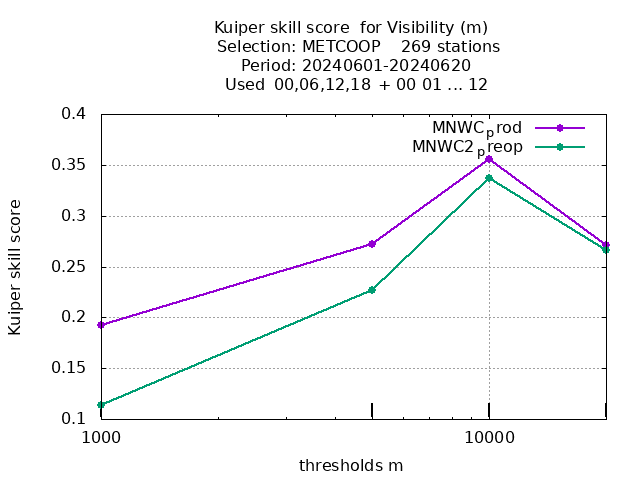 Kuiper skill score  for Visibility (m)
Selection: METCOOP    269 stations
Period: 20240601-20240620
Used  00,06,12,18 + 00 01 ... 12
MNWCprod
MNWC2preop
0.4
0.35
0.3
0.25
0.2
0.15
0.1
Kuiper skill score
1000
10000
thresholds m